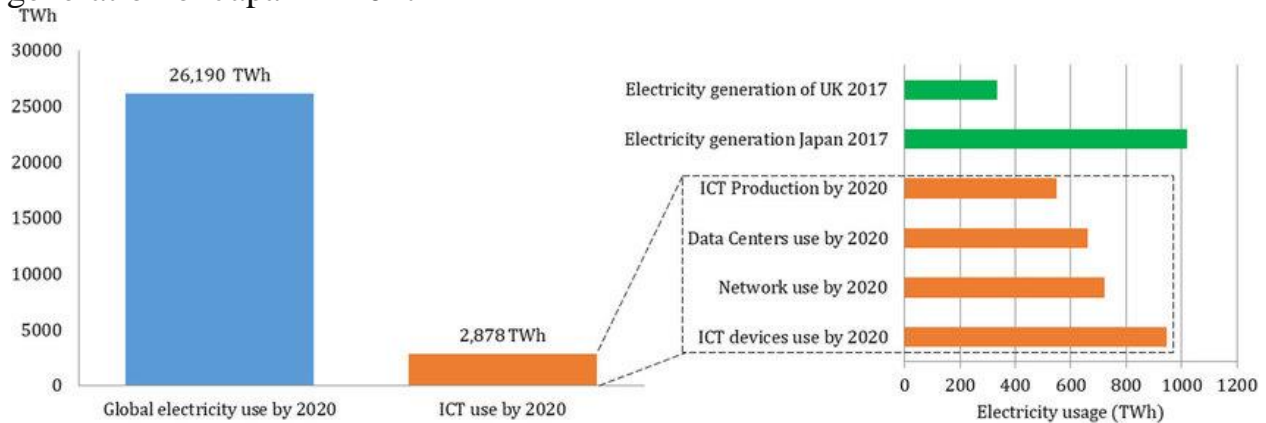 TWh
30000
25000
20000
15000
10000
5000
0
26,190 TWh
2,878 TWh
Global electricity use by 2020
ICT use by 2020
Electricity generation of UK 2017
Electricity generation Japan 2017
ICT Production by 2020
Data Centers use by 2020
Network use by 2020
ICT devices use by 2020
0 200 400 600 800 1000 1200
Electricity usage (TWh)